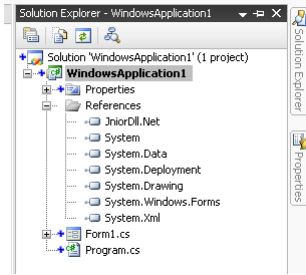 Solution Explorer - WindowsApplication1
Solution 'WindowsApplication1' (1 project)
WindowsApplication1
Properties
References
JniorDll.Net
System
System.Data
System.Deployment
System.Drawing
System.Windows.Forms
System.Xml
Form1.cs
Program.cs
Solution Explorer
Properties